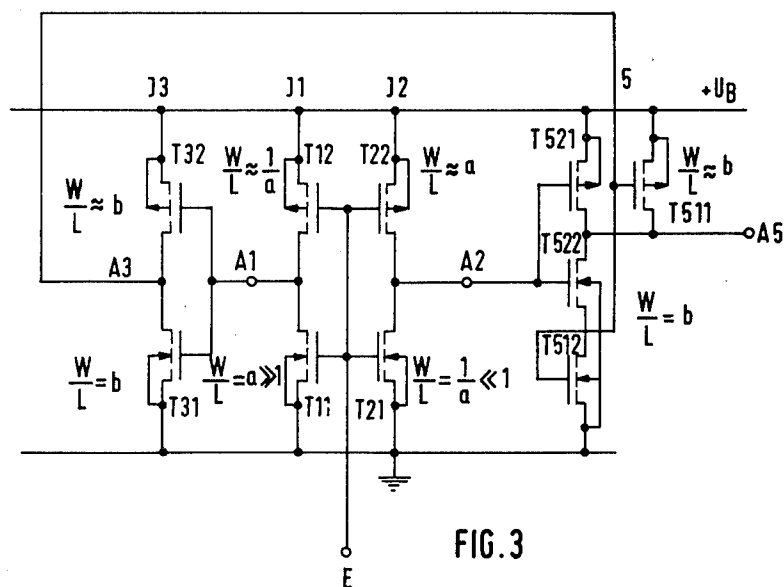 J3 J1 J2 5 +UB
T32 T12 T22 T521
W/L ≈ b W/L ≈ 1/a W/L ≈ a W/L ≈ b
T511
A3 A1 A2 A5
T522
W/L = b W/L = a≫1 W/L = 1/a ≪ 1 W/L = b
T512
T31 T11 T21
E
FIG. 3